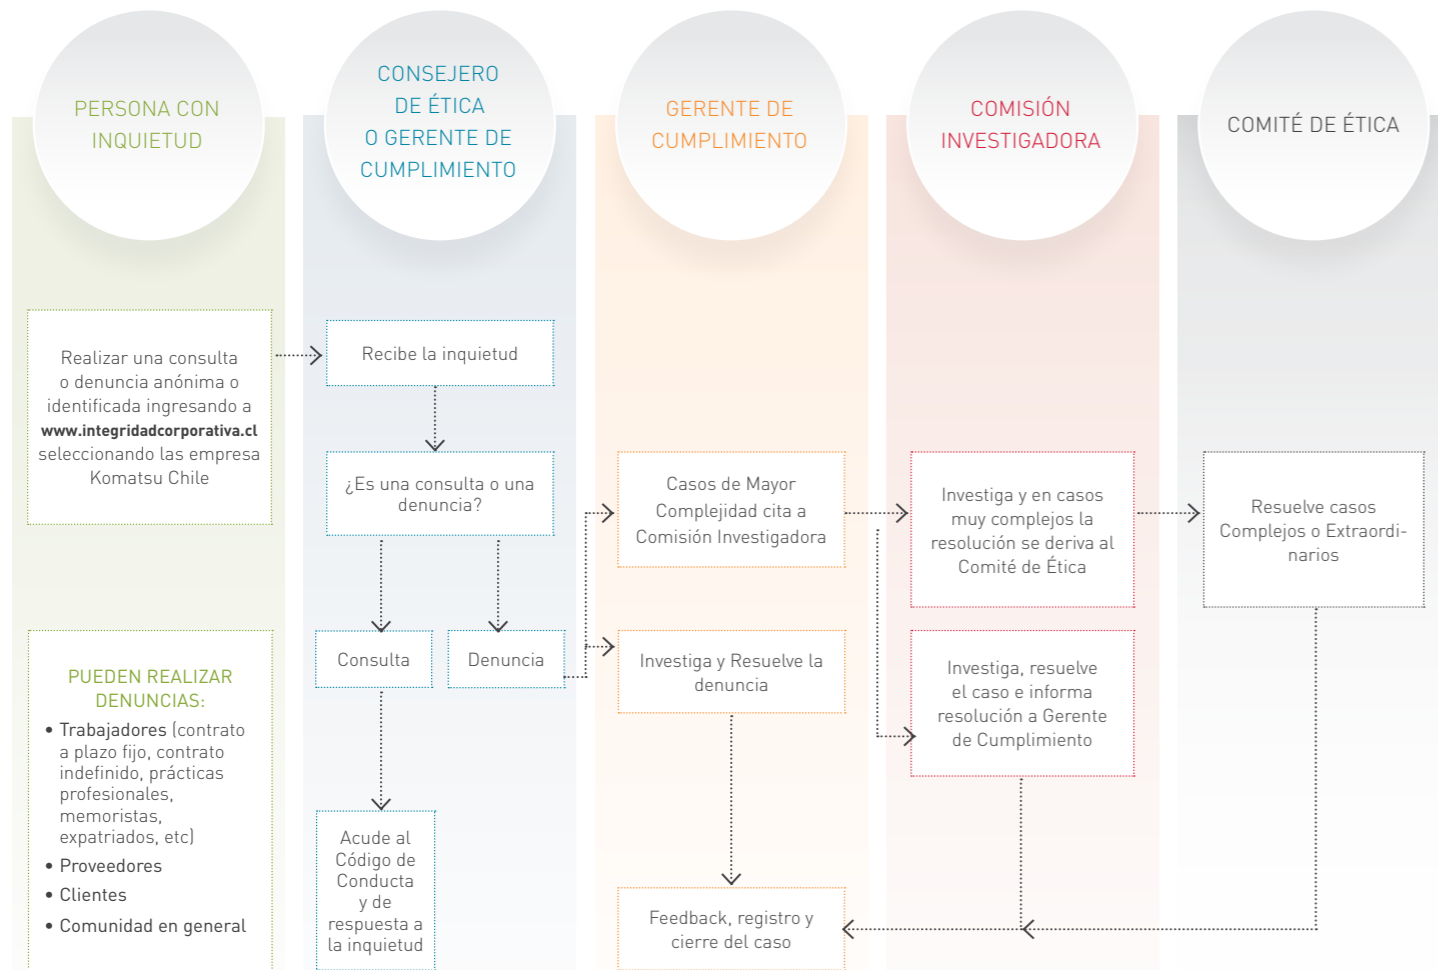 PERSONA CON
INQUIETUD
CONSEJERO
DE ÉTICA
O GERENTE DE
CUMPLIMIENTO
GERENTE DE
CUMPLIMIENTO
COMISIÓN
INVESTIGADORA
COMITÉ DE ÉTICA
Realizar una consulta
o denuncia anónima o
identificada ingresando a
www.integridadcorporativa.cl
seleccionando las empresa
Komatsu Chile
PUEDEN REALIZAR
DENUNCIAS:
• Trabajadores (contrato
a plazo fijo, contrato
indefinido, prácticas
profesionales,
memoristas,
expatriados, etc)
• Proveedores
• Clientes
• Comunidad en general
Recibe la inquietud
¿Es una consulta o una
denuncia?
Consulta
Denuncia
Acude al
Código de
Conducta
y de
respuesta a
la inquietud
Casos de Mayor
Complejidad cita a
Comisión Investigadora
Investiga y Resuelve la
denuncia
Feedback, registro y
cierre del caso
Investiga y en casos
muy complejos la
resolución se deriva al
Comité de Ética
Investiga, resuelve
el caso e informa
resolución a Gerente
de Cumplimiento
Resuelve casos
Complejos o Extraordi-
narios